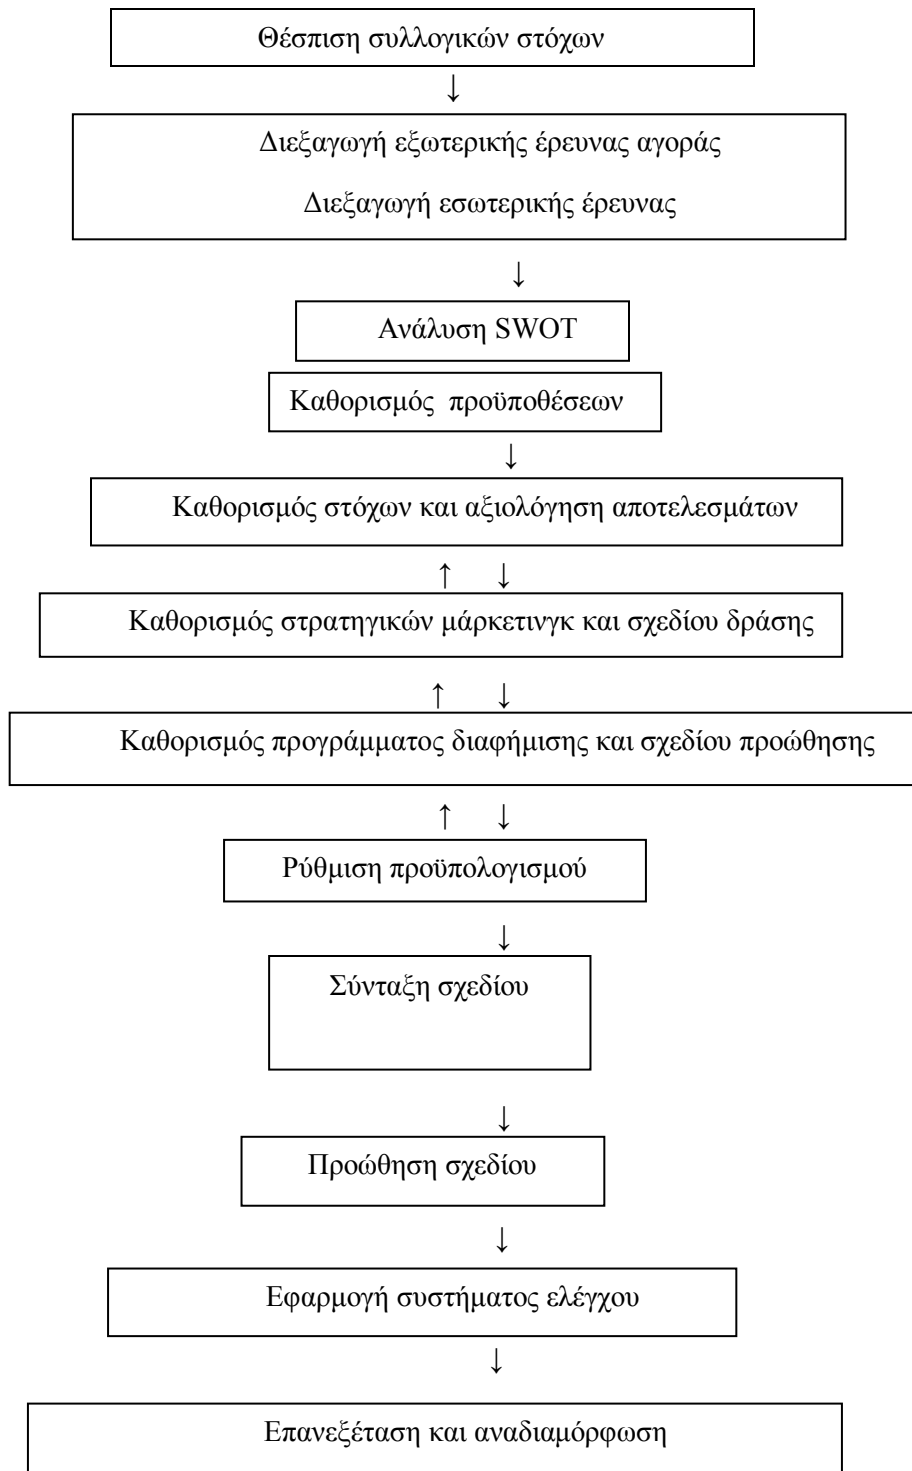 Θέσπιση συλλογικών στόχων
↓
Διεξαγωγή εξωτερικής έρευνας αγοράς
Διεξαγωγή εσωτερικής έρευνας
↓
Ανάλυση SWOT
Καθορισμός προϋποθέσεων
↓
Καθορισμός στόχων και αξιολόγηση αποτελεσμάτων
↑ ↓
Καθορισμός στρατηγικών μάρκετινγκ και σχεδίου δράσης
↑ ↓
Καθορισμός προγράμματος διαφήμισης και σχεδίου προώθησης
↑ ↓
Ρύθμιση προϋπολογισμού
↓
Σύνταξη σχεδίου
↓
Προώθηση σχεδίου
↓
Εφαρμογή συστήματος ελέγχου
↓
Επανεξέταση και αναδιαμόρφωση